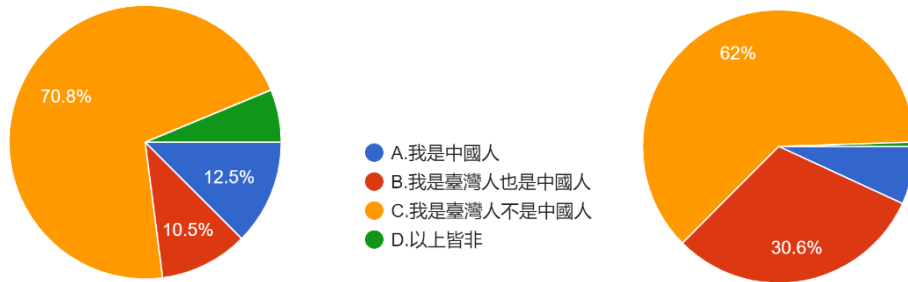 70.8%
12.5%
10.5%
A.我是中國人
B.我是臺灣人也是中國人
C.我是臺灣人不是中國人
D.以上皆非
62%
30.6%